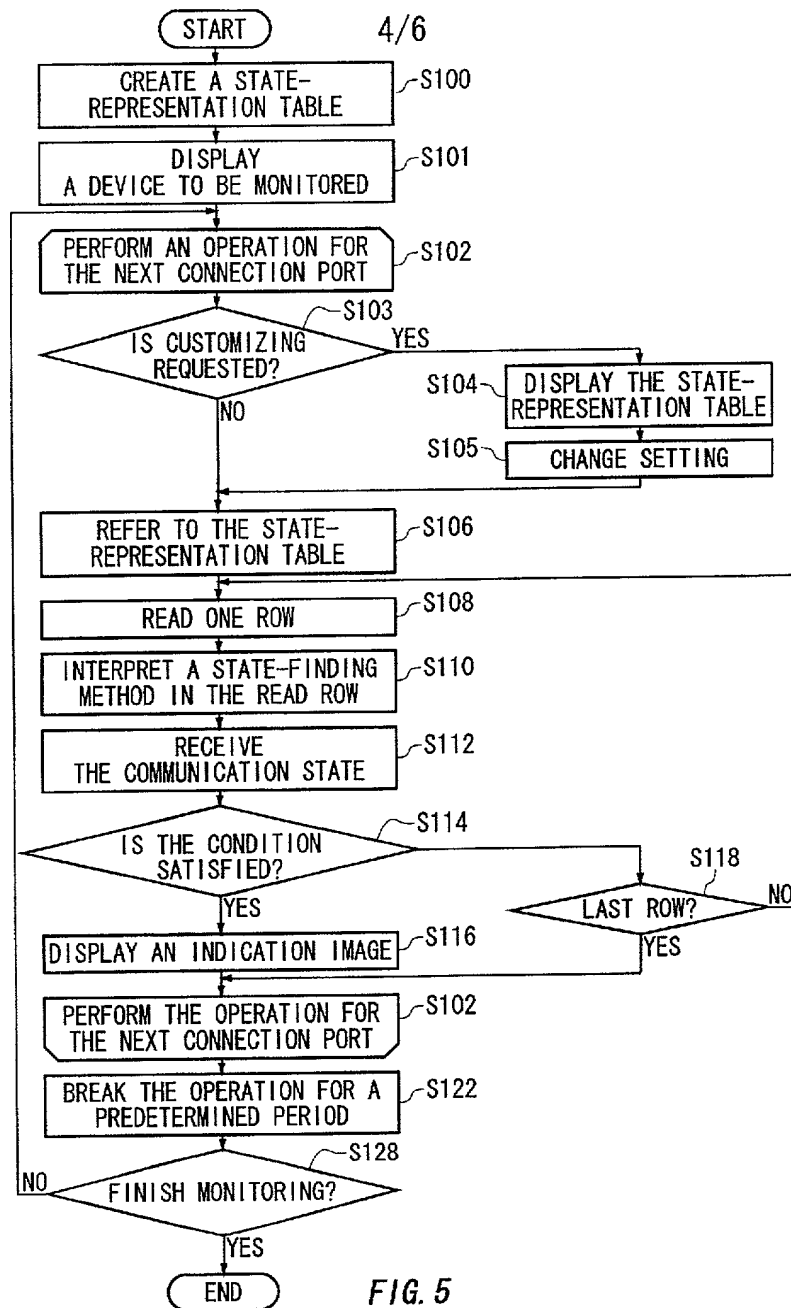 START
4/6
CREATE A STATE-
REPRESENTATION TABLE
S100
DISPLAY
A DEVICE TO BE MONITORED
S101
PERFORM AN OPERATION FOR
THE NEXT CONNECTION PORT
S102
S103
IS CUSTOMIZING
REQUESTED?
YES
NO
S104
DISPLAY THE STATE-
REPRESENTATION TABLE
S105
CHANGE SETTING
REFER TO THE STATE-
REPRESENTATION TABLE
S106
READ ONE ROW
S108
INTERPRET A STATE-FINDING
METHOD IN THE READ ROW
S110
RECEIVE
THE COMMUNICATION STATE
S112
IS THE CONDITION
SATISFIED?
S114
YES
S118
LAST ROW?
NO
YES
DISPLAY AN INDICATION IMAGE
S116
PERFORM THE OPERATION FOR
THE NEXT CONNECTION PORT
S102
BREAK THE OPERATION FOR A
PREDETERMINED PERIOD
S122
S128
NO
FINISH MONITORING?
YES
END
FIG. 5